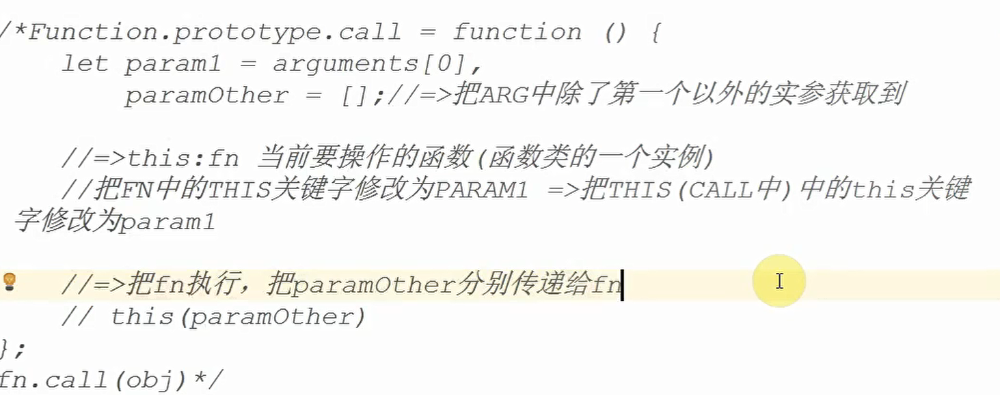 /*Function.prototype.call = function () {
let param1 = arguments[0],
paramOther = [];//=>把ARG中除了第一个以外的实参获取到
//=>this:fn 当前要操作的函数(函数类的一个实例)
//把FN中的THIS关键字修改为PARAM1 =>把THIS(CALL中)中的this关键
字修改为param1
//=>把fn执行，把paramOther分别传递给fn
// this(paramOther)
};
fn.call(obj)*/